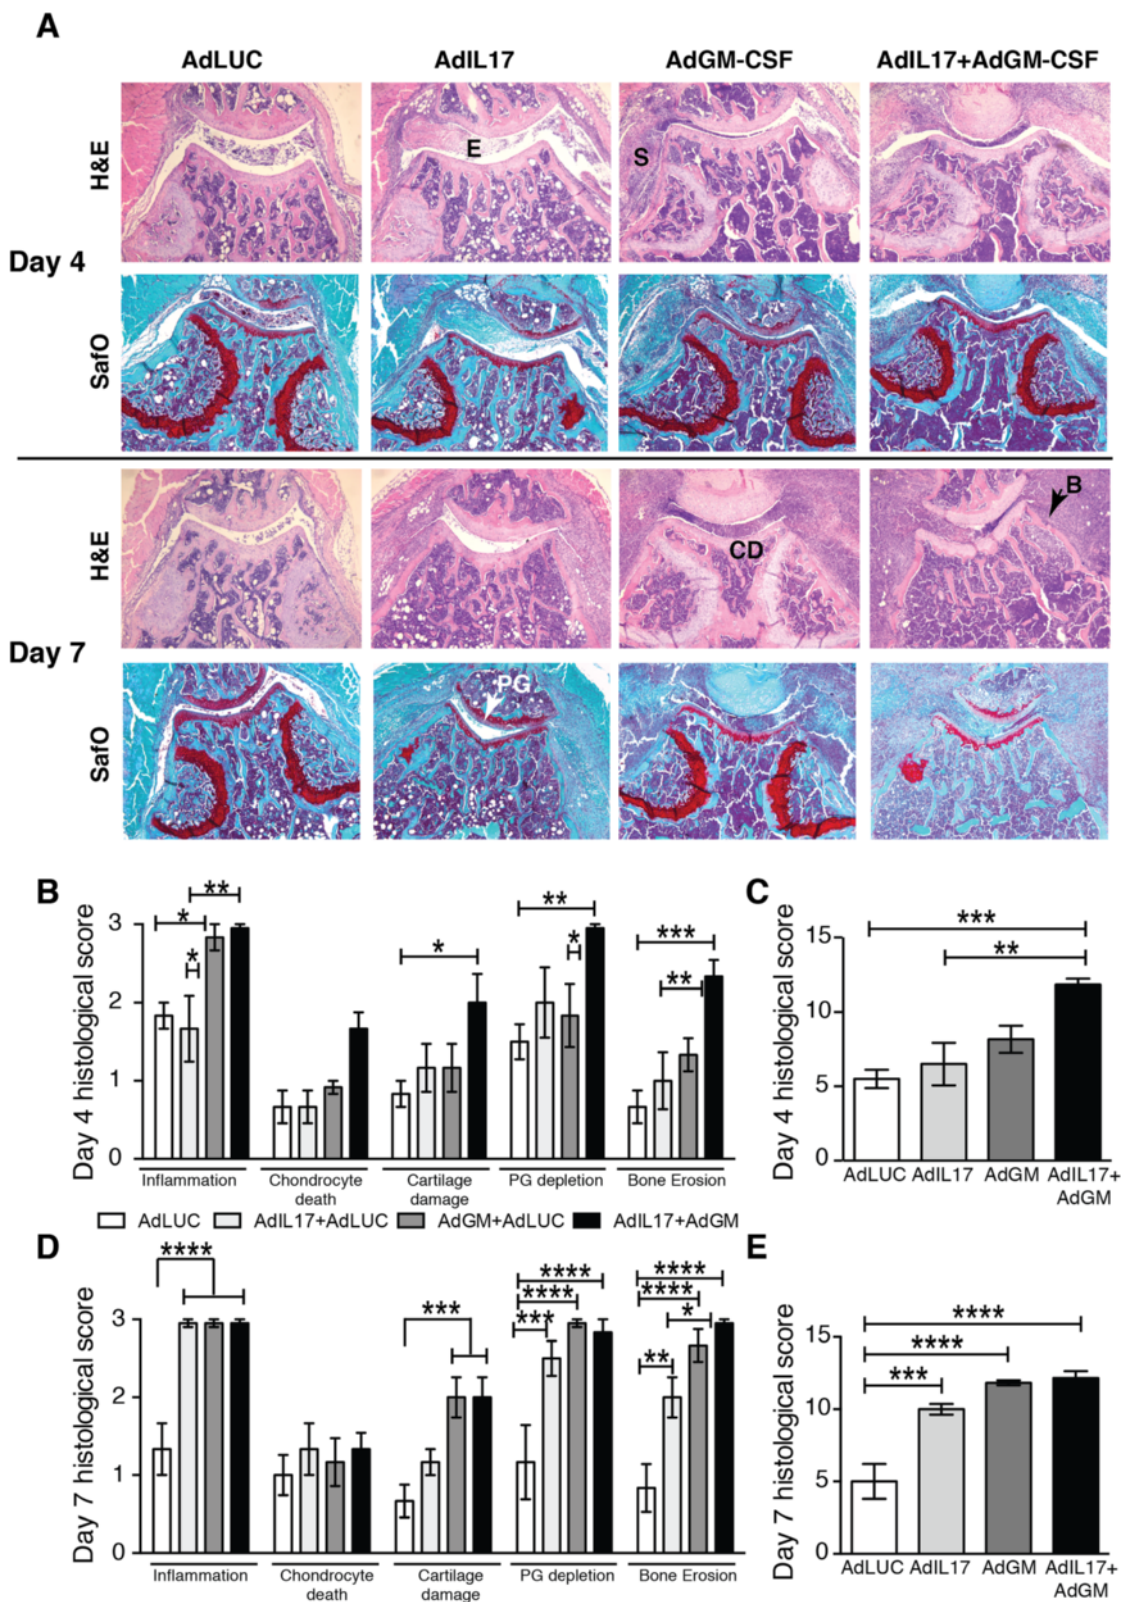 A
AdLUC AdIL17 AdGM-CSF AdIL17+AdGM-CSF
H&E
E
S
Day 4
SafO
H&E
CD
B
Day 7
SafO
PG
B
Day 4 histological score
3
2
1
0
** * * * ** * *** **
Inflammation Chondrocyte death Cartilage damage PG depletion Bone Erosion
C
Day 4 histological score
15
10
5
0
***
**
AdLUC AdIL17 AdGM AdIL17+ AdGM
AdLUC AdIL17+AdLUC AdGM+AdLUC AdIL17+AdGM
D
Day 7 histological score
3
2
1
0
**** *** **** **** *** **** **** * **
Inflammation Chondrocyte death Cartilage damage PG depletion Bone Erosion
E
Day 7 histological score
15
10
5
0
****
****
***
AdLUC AdIL17 AdGM AdIL17+ AdGM